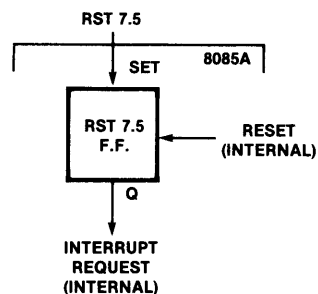 RST 7.5
8085A
SET
RST 7.5
F.F.
RESET
(INTERNAL)
Q
INTERRUPT
REQUEST
(INTERNAL)